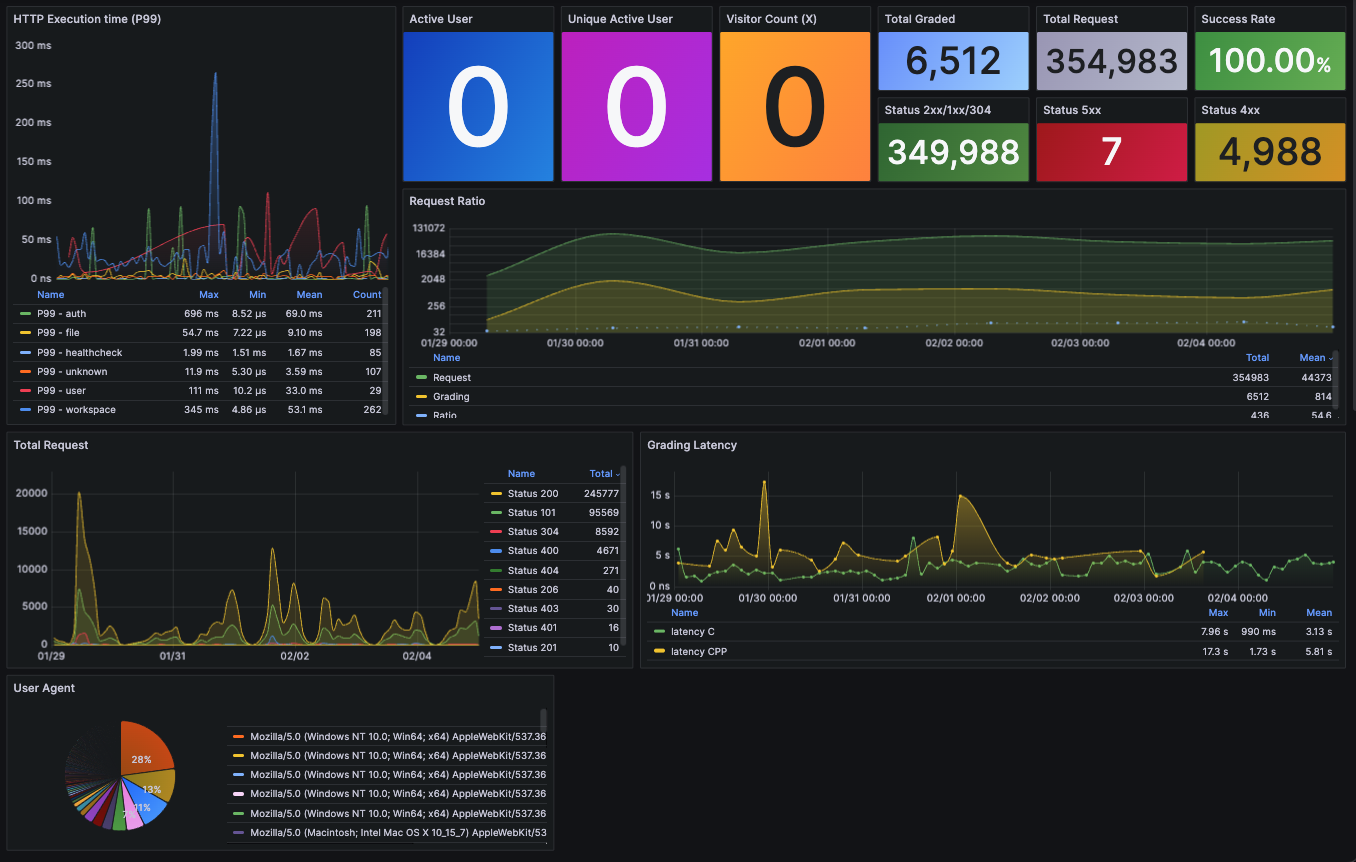 HTTP Execution time (P99)
300 ms
250 ms
200 ms
150 ms
100 ms
50 ms
0 ns
Name Max Min Mean Count
P99 - auth 696 ms 8.52 µs 69.0 ms 211
P99 - file 54.7 ms 7.22 µs 9.10 ms 198
P99 - healthcheck 1.99 ms 1.51 ms 1.67 ms 85
P99 - unknown 11.9 ms 5.30 µs 3.59 ms 107
P99 - user 111 ms 10.2 µs 33.0 ms 29
P99 - workspace 345 ms 4.86 µs 53.1 ms 262
Active User
0
Unique Active User
0
Visitor Count (X)
0
Total Graded
6,512
Total Request
354,983
Success Rate
100.00%
Status 2xx/1xx/304
349,988
Status 5xx
7
Status 4xx
4,988
Request Ratio
131072
16384
2048
256
32
01/29 00:00 01/30 00:00 01/31 00:00 02/01 00:00 02/02 00:00 02/03 00:00 02/04 00:00
Name Total Mean
Request 354983 44373
Grading 6512 814
Ratio 436 54.6
Total Request
20000
15000
10000
5000
0
01/29 01/31 02/02 02/04
Name Total
Status 200 245777
Status 101 95569
Status 304 8592
Status 400 4671
Status 404 271
Status 206 40
Status 403 30
Status 401 16
Status 201 10
Grading Latency
15 s
10 s
5 s
0 ns
01/29 00:00 01/30 00:00 01/31 00:00 02/01 00:00 02/02 00:00 02/03 00:00 02/04 00:00
Name Max Min Mean
latency C 7.96 s 990 ms 3.13 s
latency CPP 17.3 s 1.73 s 5.81 s
User Agent
28%
13%
11%
Mozilla/5.0 (Windows NT 10.0; Win64; x64) AppleWebKit/537.36
Mozilla/5.0 (Windows NT 10.0; Win64; x64) AppleWebKit/537.36
Mozilla/5.0 (Windows NT 10.0; Win64; x64) AppleWebKit/537.36
Mozilla/5.0 (Windows NT 10.0; Win64; x64) AppleWebKit/537.36
Mozilla/5.0 (Windows NT 10.0; Win64; x64) AppleWebKit/537.36
Mozilla/5.0 (Macintosh; Intel Mac OS X 10_15_7) AppleWebKit/53